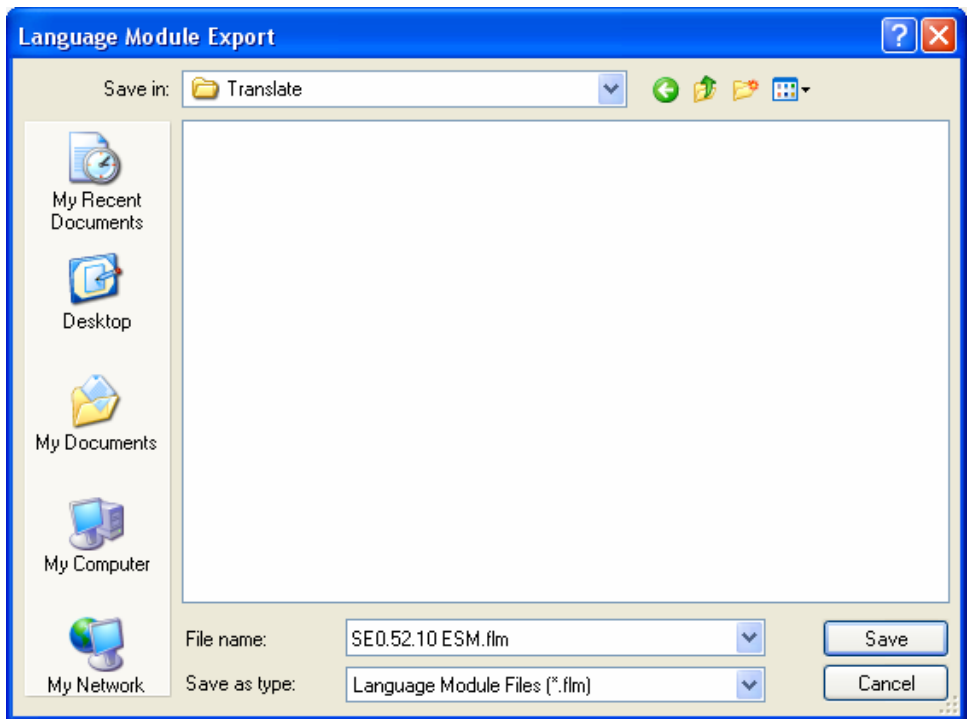 Language Module Export
Save in:
Translate
My Recent
Documents
Desktop
My Documents
My Computer
My Network
File name:
SE0.52.10 ESM.flm
Save
Save as type:
Language Module Files (*.flm)
Cancel